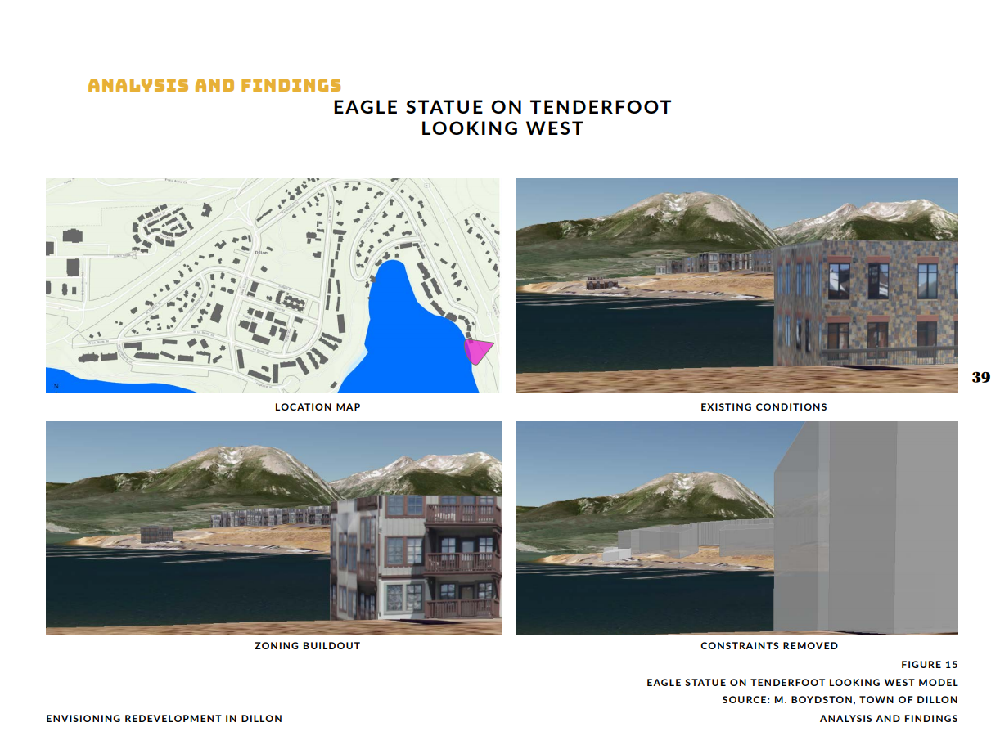 ANALYSIS AND FINDINGS
EAGLE STATUE ON TENDERFOOT
LOOKING WEST
Dillon
N
LOCATION MAP
EXISTING CONDITIONS
39
ZONING BUILDOUT
CONSTRAINTS REMOVED
FIGURE 15
EAGLE STATUE ON TENDERFOOT LOOKING WEST MODEL
SOURCE: M. BOYDSTON, TOWN OF DILLON
ENVISIONING REDEVELOPMENT IN DILLON
ANALYSIS AND FINDINGS